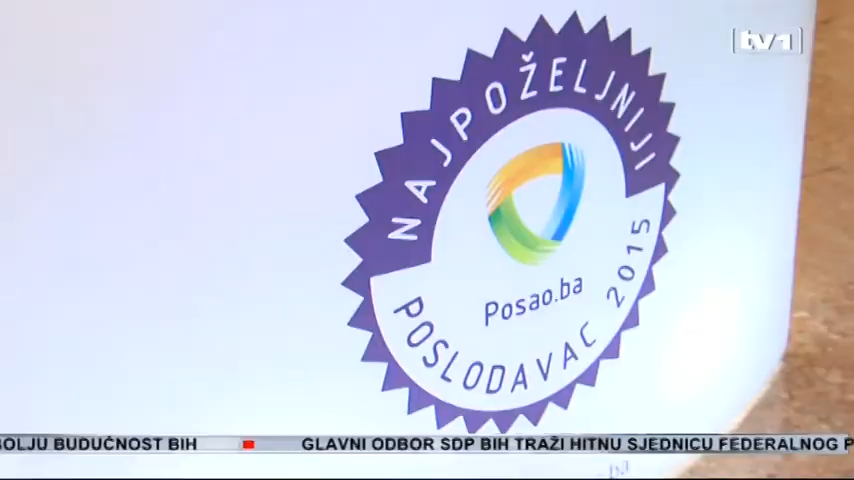 tv1
NAJPOŽELJNIJI
Posao.ba
POSLODAVAC 2015
BOLJU BUDUĆNOST BIH GLAVNI ODBOR SDP BIH TRAŽI HITNU SJEDNICU FEDERALNOG P